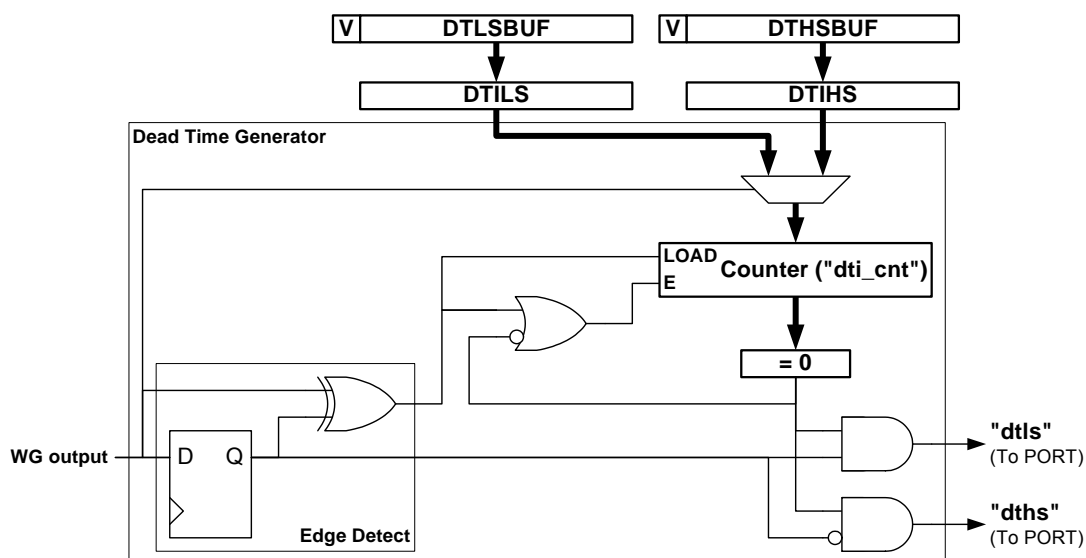 V DTLSBUF
V DTHSBUF
DTILS
DTIHS
Dead Time Generator
LOAD
E
Counter ("dti_cnt")
= 0
WG output
D Q
Edge Detect
"dtls"
(To PORT)
"dths"
(To PORT)